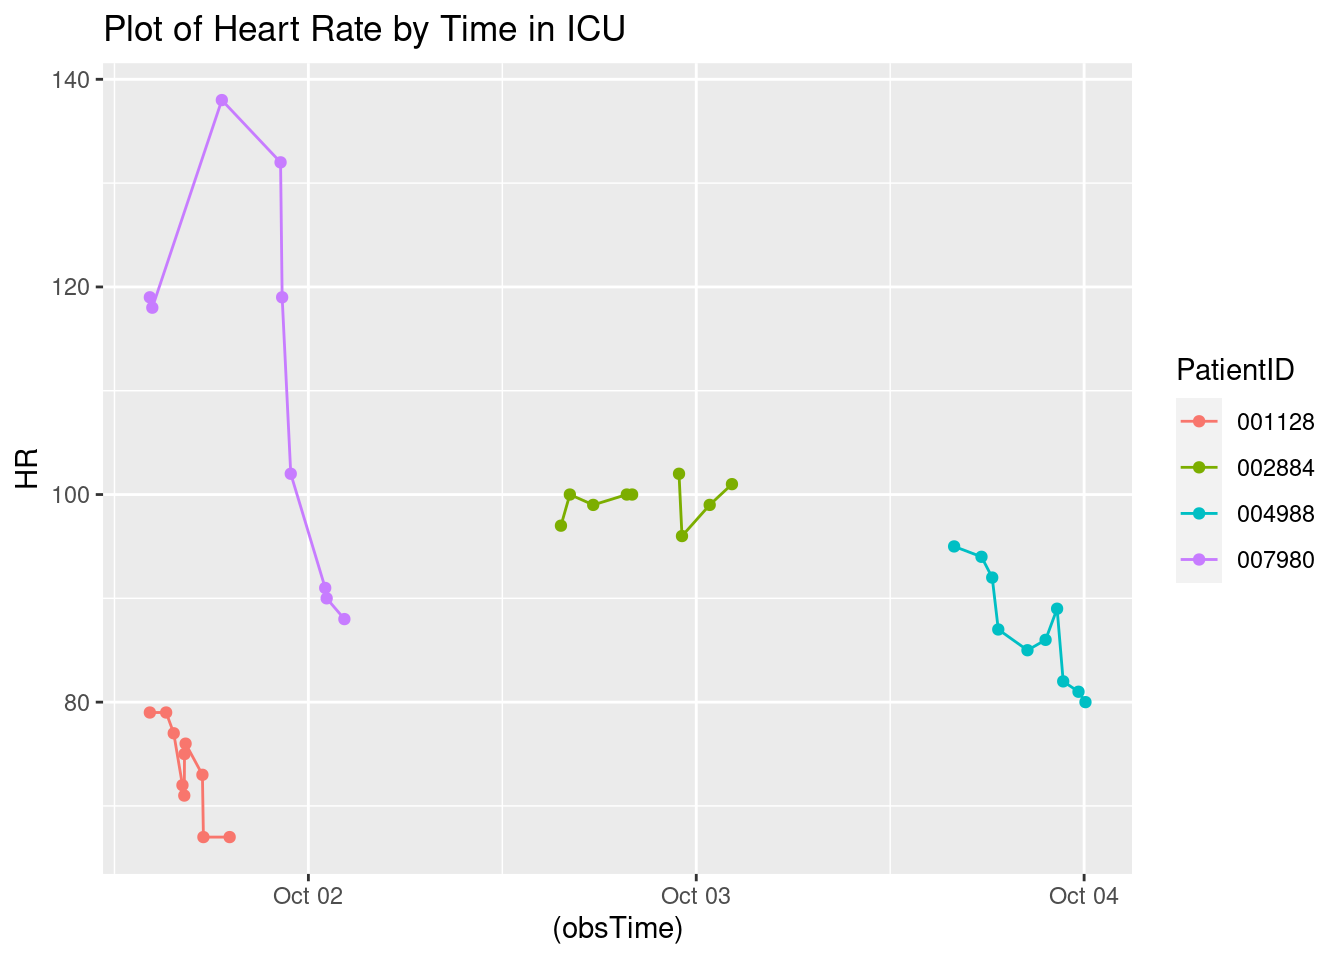 Plot of Heart Rate by Time in ICU
140
120
100
80
HR
Oct 02
Oct 03
Oct 04
(obsTime)
PatientID
001128
002884
004988
007980